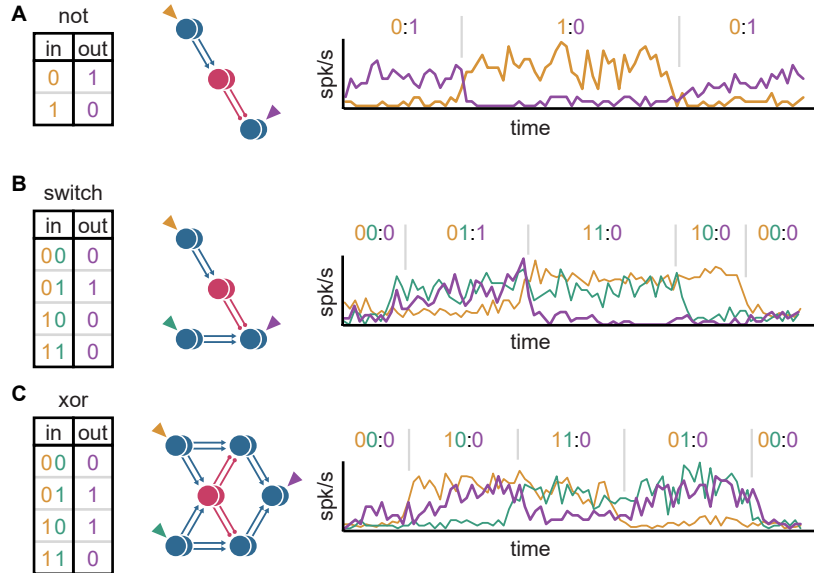 A
not
in out
0 1
1 0
0:1 1:0 0:1
spk/s
time
B
switch
in out
00 0
01 1
10 0
11 0
00:0 01:1 11:0 10:0 00:0
spk/s
time
C
xor
in out
00 0
01 1
10 1
11 0
00:0 10:0 11:0 01:0 00:0
spk/s
time